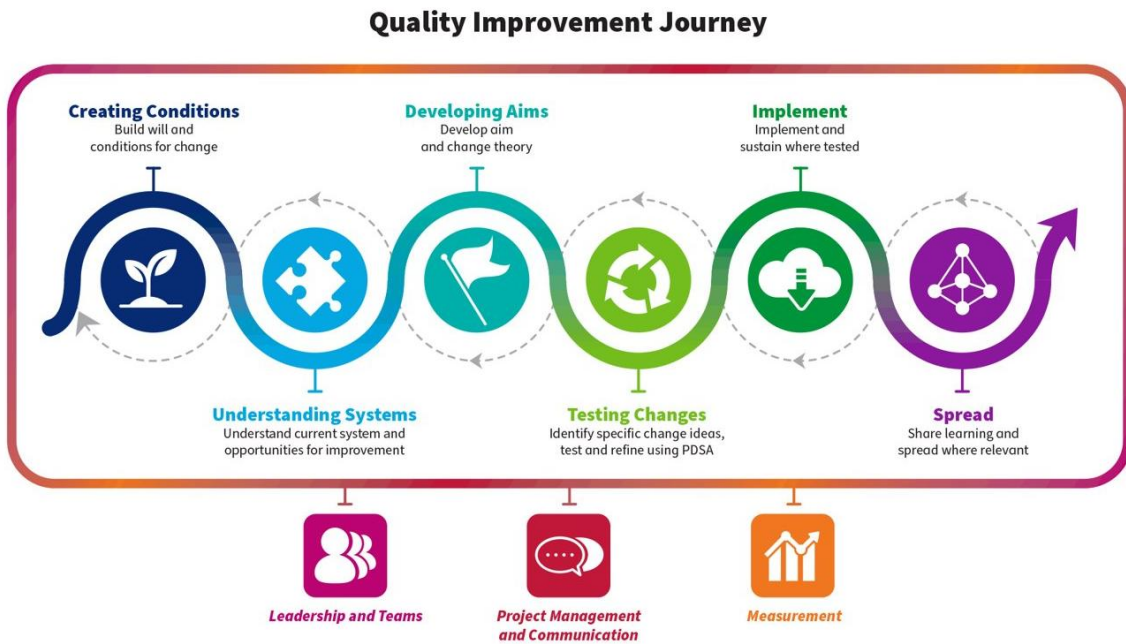 Quality Improvement Journey
Creating Conditions
Build will and
conditions for change
Understanding Systems
Understand current system and
opportunities for improvement
Developing Aims
Develop aim
and change theory
Testing Changes
Identify specific change ideas,
test and refine using PDSA
Implement
Implement and
sustain where tested
Spread
Share learning and
spread where relevant
Leadership and Teams
Project Management
and Communication
Measurement